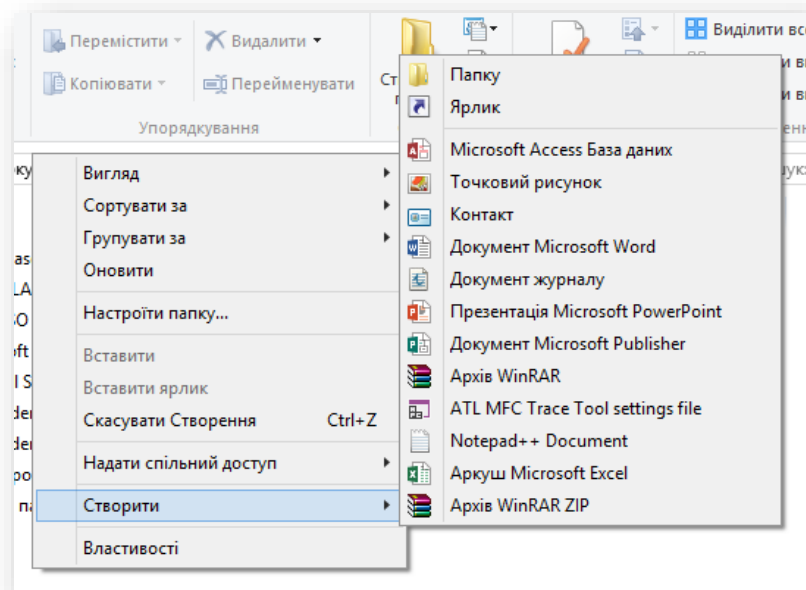 Перемістити
Видалити
Виділити все
Копіювати
Перейменувати
Упорядкування
Вигляд
Сортувати за
Групувати за
Оновити
Настроїти папку...
Вставити
Вставити ярлик
Скасувати Створення Ctrl+Z
Надати спільний доступ
Створити
Властивості
Папку
Ярлик
Microsoft Access База даних
Точковий рисунок
Контакт
Документ Microsoft Word
Документ журналу
Презентація Microsoft PowerPoint
Документ Microsoft Publisher
Архів WinRAR
ATL MFC Trace Tool settings file
Notepad++ Document
Аркуш Microsoft Excel
Архів WinRAR ZIP